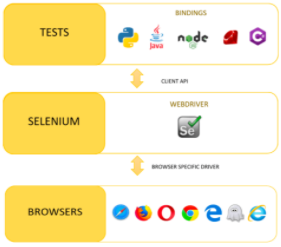 BINDINGS
TESTS
Java
node
CLIENT API
WEBDRIVER
SELENIUM
Se
BROWSER SPECIFIC DRIVER
BROWSERS